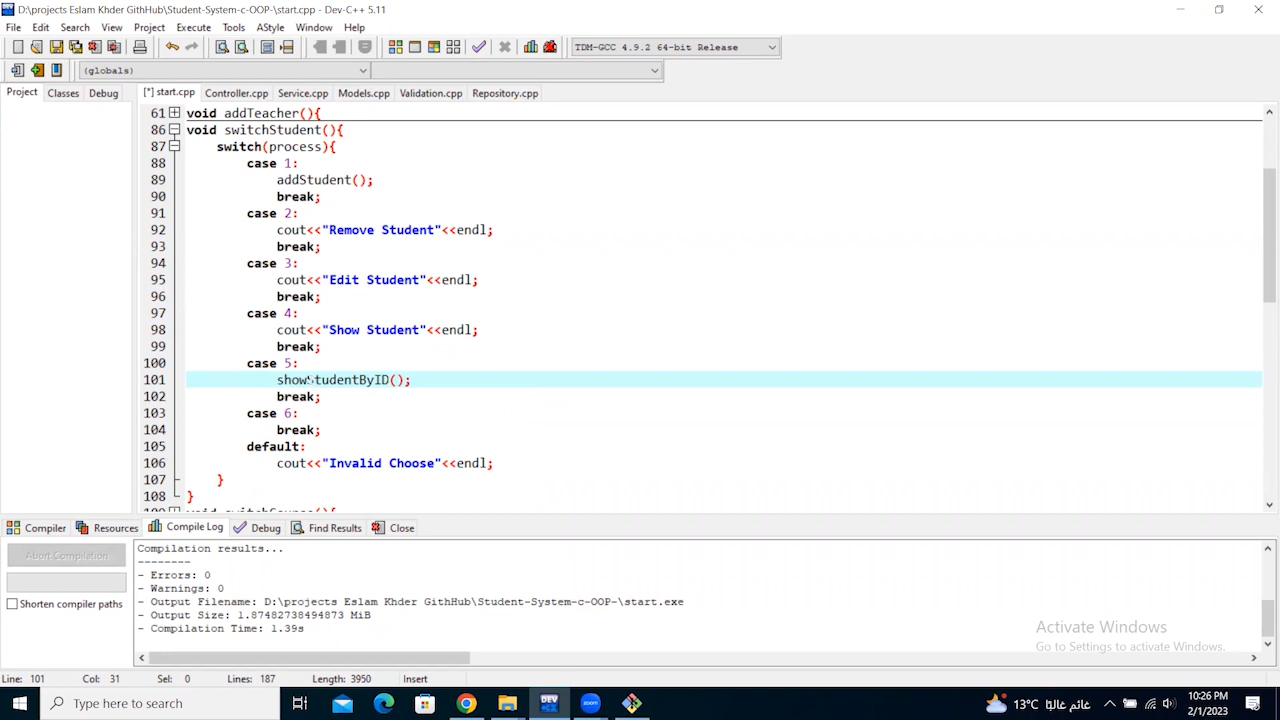 D:\projects Eslam Khder GithHub\Student-System-c-OOP-\start.cpp - Dev-C++ 5.11
File Edit Search View Project Execute Tools AStyle Window Help
TDM-GCC 4.9.2 64-bit Release
(globals)
Project Classes Debug [*] start.cpp Controller.cpp Service.cpp Models.cpp Validation.cpp Repository.cpp
61 void addTeacher(){
86 void switchStudent(){
87 switch(process){
88 case 1:
89 addStudent();
90 break;
91 case 2:
92 cout<<"Remove Student"<<endl;
93 break;
94 case 3:
95 cout<<"Edit Student"<<endl;
96 break;
97 case 4:
98 cout<<"Show Student"<<endl;
99 break;
100 case 5:
101 showStudentByID();
102 break;
103 case 6:
104 break;
105 default:
106 cout<<"Invalid Choose"<<endl;
107 }
108 }
Compiler Resources Compile Log Debug Find Results Close
Abort Compilation
Shorten compiler paths
Compilation results...
--------
- Errors: 0
- Warnings: 0
- Output Filename: D:\projects Eslam Khder GitHub\Student-System-c-OOP-\start.exe
- Output Size: 1.87482738494873 MiB
- Compilation Time: 1.39s
Activate Windows
Go to Settings to activate Windows.
Line: 101 Col: 31 Sel: 0 Lines: 187 Length: 3950 Insert
Type here to search
DEV
zoom
13°C غائم غالبًا
10:26 PM
2/1/2023